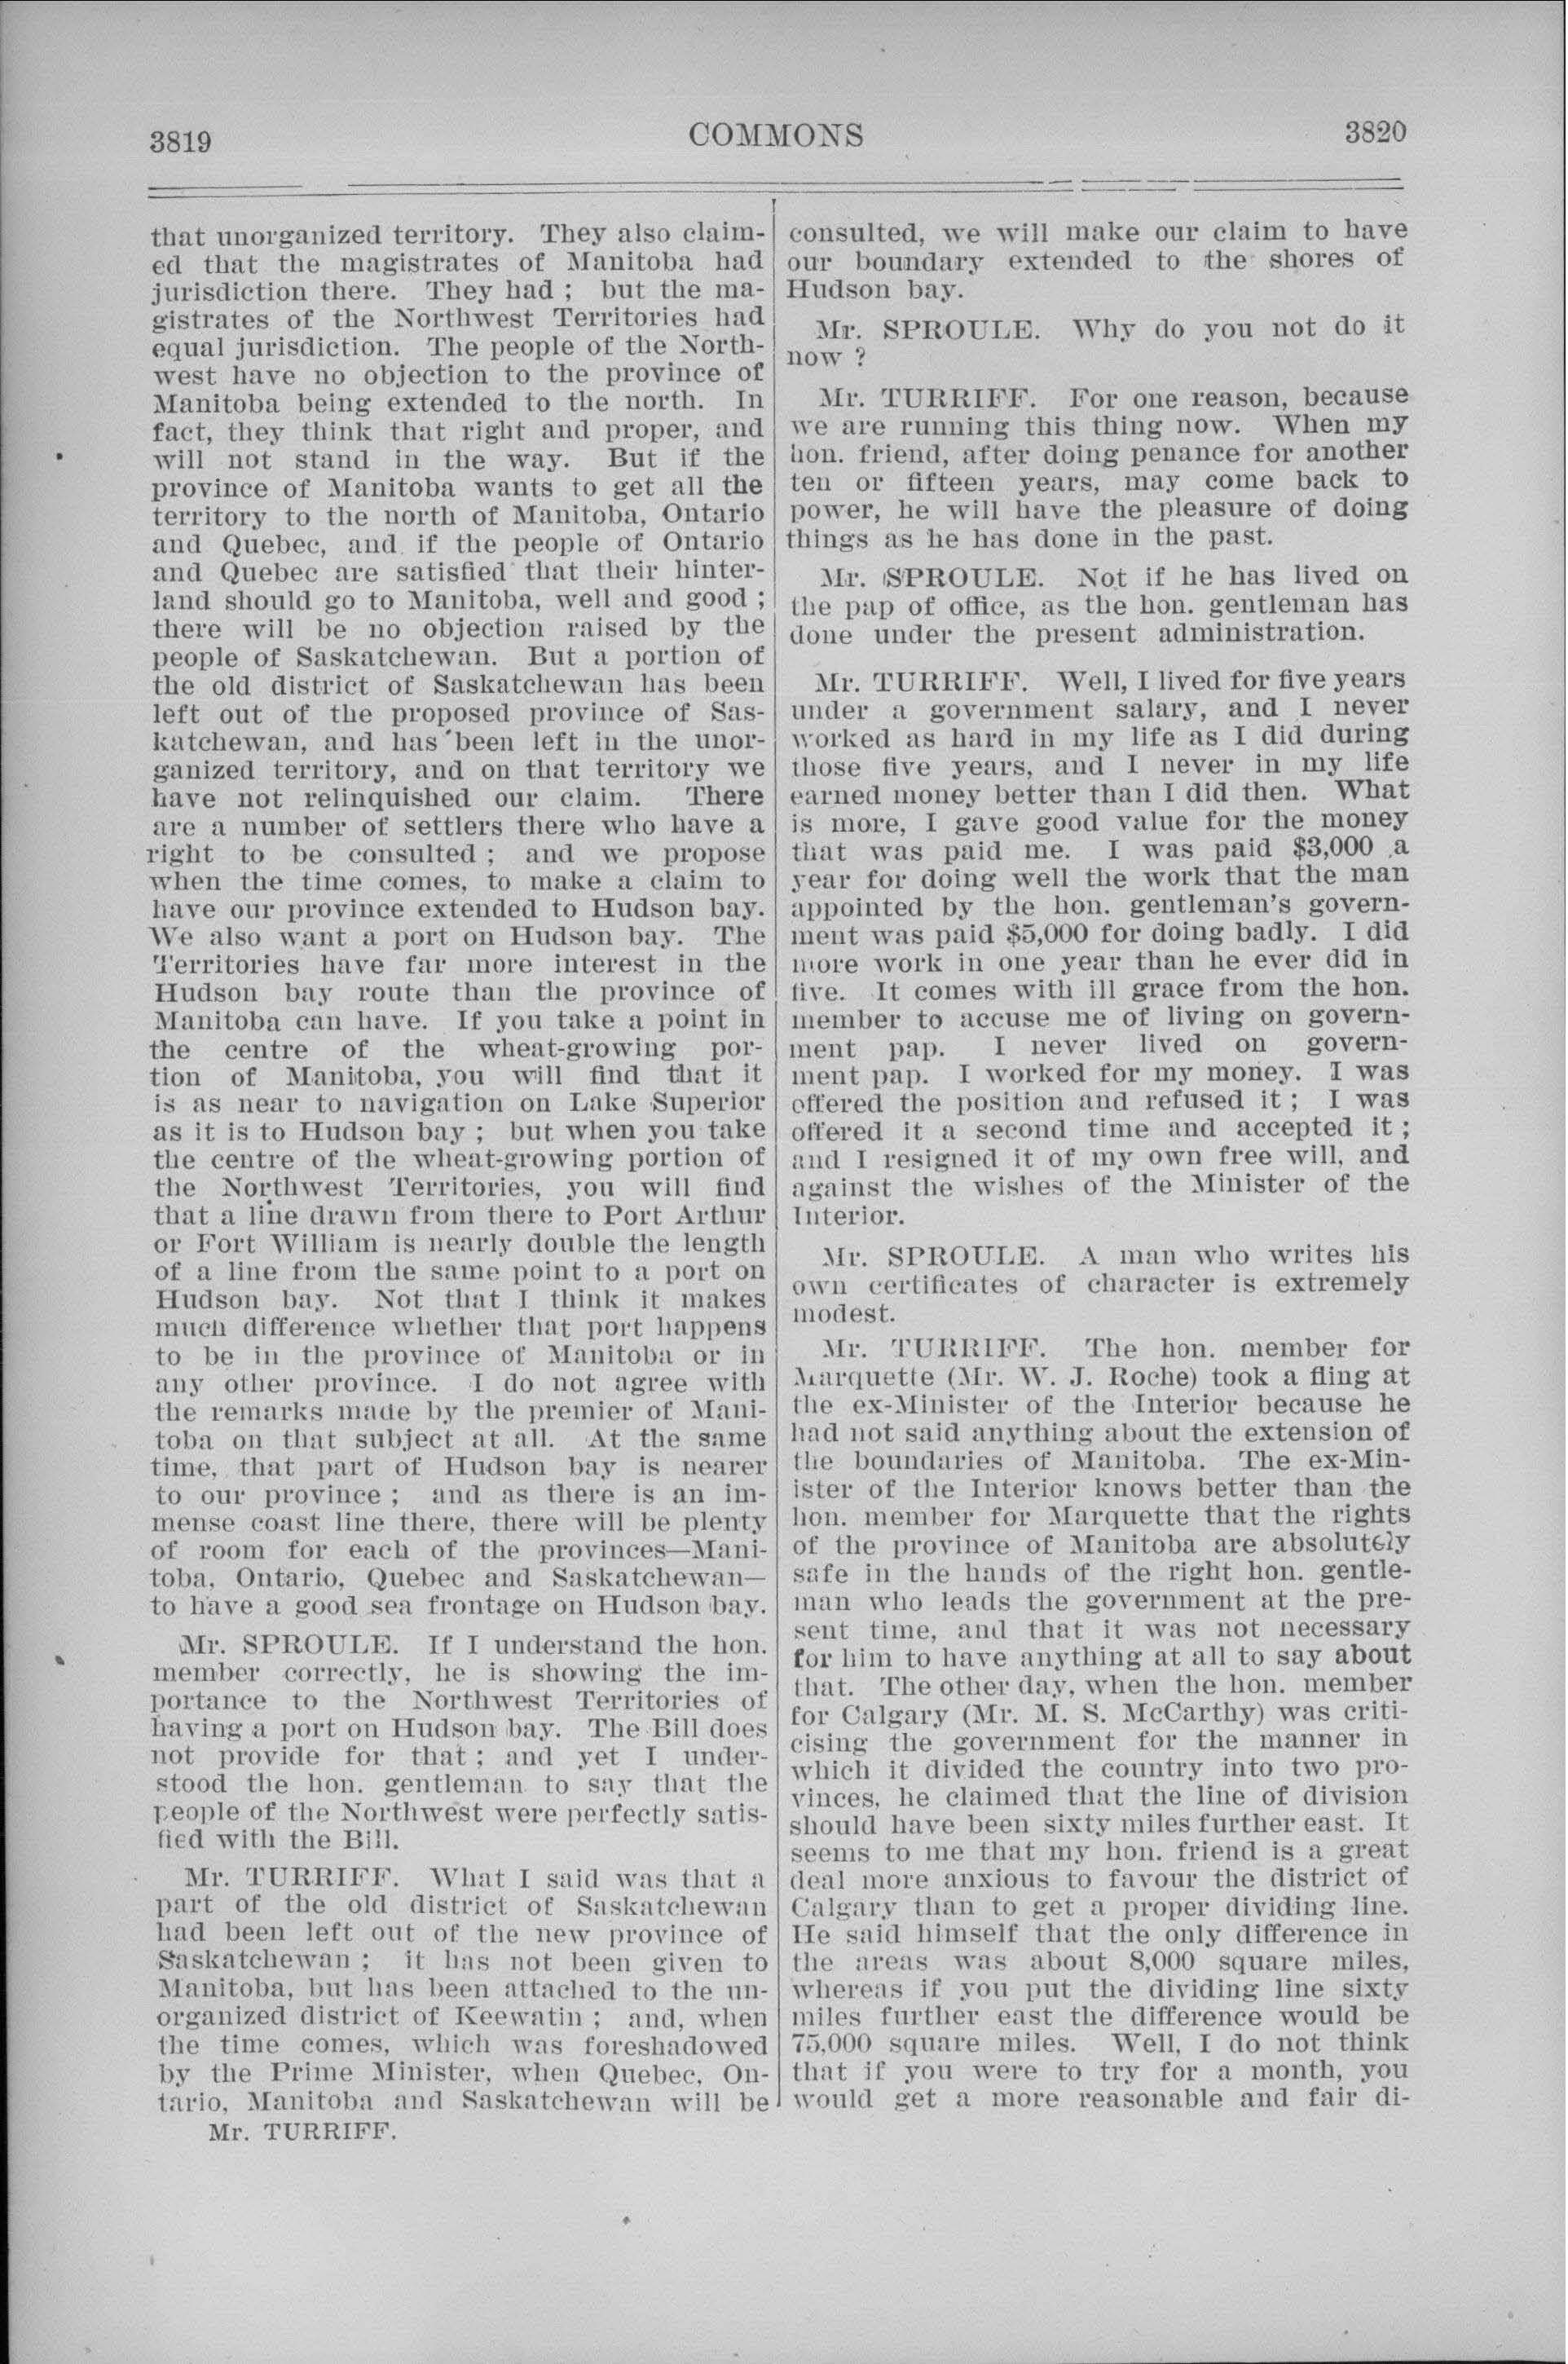 3819
COMMONS
3820
that unorganized territory. They also claim-
ed that the magistrates of Manitoba had
jurisdiction there. They had ; but the ma-
gistrates of the Northwest Territories had
equal jurisdiction. The people of the North-
west have no objection to the province of
Manitoba being extended to the north. In
fact, they think that right and proper, and
will not stand in the way. But if the
province of Manitoba wants to get all the
territory to the north of Manitoba, Ontario
and Quebec, and if the people of Ontario
and Quebec are satisfied that their hinter-
land should go to Manitoba, well and good ;
there will be no objection raised by the
people of Saskatchewan. But a portion of
the old district of Saskatchewan has been
left out of the proposed province of Sas-
katchewan, and has been left in the unor-
ganized territory, and on that territory we
have not relinquished our claim. There
are a number of settlers there who have a
right to be consulted ; and we propose
when the time comes, to make a claim to
have our province extended to Hudson bay.
We also want a port on Hudson bay. The
Territories have far more interest in the
Hudson bay route than the province of
Manitoba can have. If you take a point in
the centre of the wheat-growing por-
tion of Manitoba, you will find that it
is as near to navigation on Lake Superior
as it is to Hudson bay ; but when you take
the centre of the wheat-growing portion of
the Northwest Territories, you will find
that a line drawn from there to Port Arthur
or Fort William is nearly double the length
of a line from the same point to a port on
Hudson bay. Not that I think it makes
much difference whether that port happens
to be in the province of Manitoba or in
any other province. I do not agree with
the remarks made by the premier of Mani-
toba on that subject at all. At the same
time, that part of Hudson bay is nearer
to our province ; and as there is an im-
mense coast line there, there will be plenty
of room for each of the provinces—Mani-
toba, Ontario, Quebec and Saskatchewan—
to have a good sea frontage on Hudson bay.
Mr. SPROULE. If I understand the hon.
member correctly, he is showing the im-
portance to the Northwest Territories of
having a port on Hudson bay. The Bill does
not provide for that ; and yet I under-
stood the hon. gentleman to say that the
people of the Northwest were perfectly satis-
fied with the Bill.
Mr. TURRIFF. What I said was that a
part of the old district of Saskatchewan
had been left out of the new province of
Saskatchewan ; it has not been given to
Manitoba, but has been attached to the un-
organized district of Keewatin ; and, when
the time comes, which was foreshadowed
by the Prime Minister, when Quebec, On-
tario, Manitoba and Saskatchewan will be
Mr. TURRIFF.
consulted, we will make our claim to have
our boundary extended to the shores of
Hudson bay.
Mr. SPROULE. Why do you not do it
now ?
Mr. TURRIFF. For one reason, because
we are running this thing now. When my
hon. friend, after doing penance for another
ten or fifteen years, may come back to
power, he will have the pleasure of doing
things as he has done in the past.
Mr. SPROULE. Not if he has lived on
the pap of office, as the hon. gentleman has
done under the present administration.
Mr. TURRIFF. Well, I lived for five years
under a government salary, and I never
worked as hard in my life as I did during
those five years, and I never in my life
earned money better than I did then. What
is more, I gave good value for the money
that was paid me. I was paid $3,000 a
year for doing well the work that the man
appointed by the hon. gentleman's govern-
ment was paid $5,000 for doing badly. I did
more work in one year than he ever did in
five. It comes with ill grace from the hon.
member to accuse me of living on govern-
ment pap. I never lived on govern-
ment pap. I worked for my money. I was
offered the position and refused it ; I was
offered it a second time and accepted it ;
and I resigned it of my own free will, and
against the wishes of the Minister of the
Interior.
Mr. SPROULE. A man who writes his
own certificates of character is extremely
modest.
Mr. TURRIFF. The hon. member for
Marquette (Mr. W. J. Roche) took a fling at
the ex-Minister of the Interior because he
had not said anything about the extension of
the boundaries of Manitoba. The ex-Min-
ister of the Interior knows better than the
hon. member for Marquette that the rights
of the province of Manitoba are absolutely
safe in the hands of the right hon. gentle-
man who leads the government at the pre-
sent time, and that it was not necessary
for him to have anything at all to say about
that. The other day, when the hon. member
for Calgary (Mr. M. S. McCarthy) was criti-
cising the government for the manner in
which it divided the country into two pro-
vinces, he claimed that the line of division
should have been sixty miles further east. It
seems to me that my hon. friend is a great
deal more anxious to favour the district of
Calgary than to get a proper dividing line.
He said himself that the only difference in
the areas was about 8,000 square miles,
whereas if you put the dividing line sixty
miles further east the difference would be
75,000 square miles. Well, I do not think
that if you were to try for a month, you
would get a more reasonable and fair di-